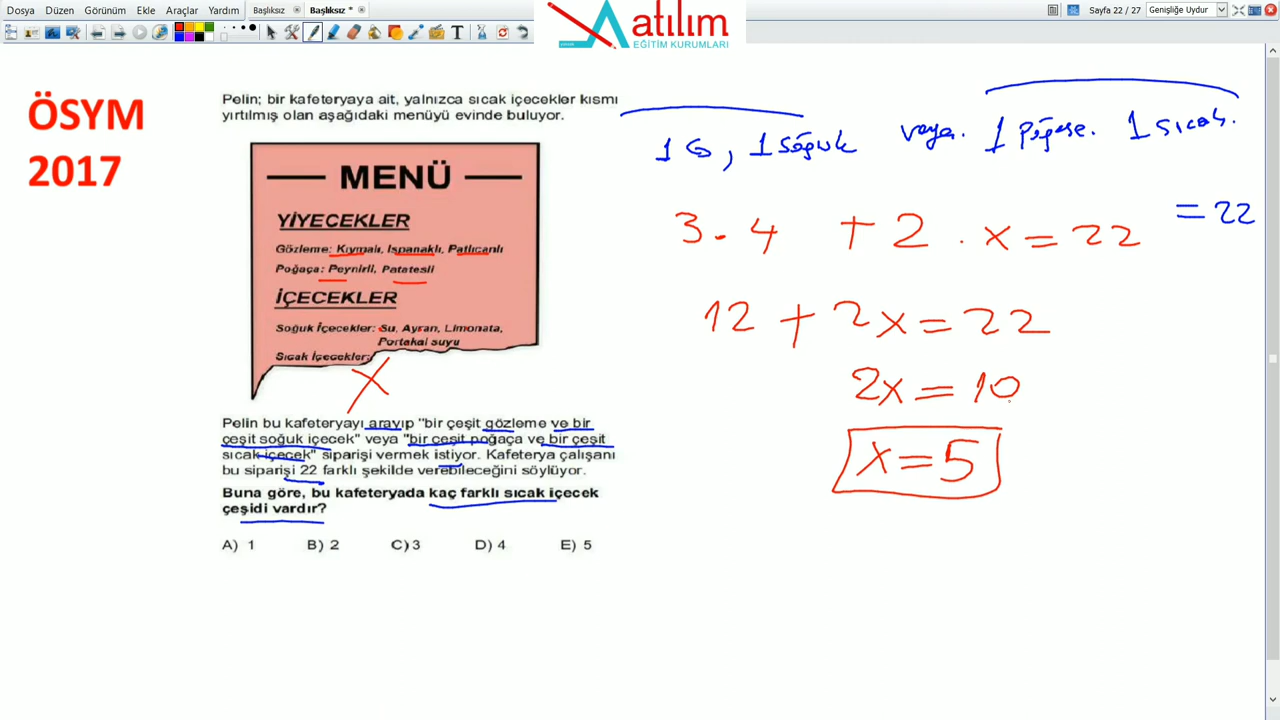 Dosya Düzen Görünüm Ekle Araçlar Yardım
Başlıksız
Başlıksız *
Sayfa 22 / 27
Genişliğe Uydur
atılım
EĞİTİM KURUMLARI
ÖSYM
2017
Pelin; bir kafeteryaya ait, yalnızca sıcak içecekler kısmı
yırtılmış olan aşağıdaki menüyü evinde buluyor.
MENÜ
YİYECEKLER
Gözleme: Kıymalı, Ispanaklı, Patlıcanlı
Poğaça: Peynirli, Patatesli
İÇECEKLER
Soğuk İçecekler: Su, Ayran, Limonata,
Portakal suyu
Sıcak İçecekler:
x
Pelin bu kafeteryayı arayıp "bir çeşit gözleme ve bir
çeşit soğuk içecek" veya "bir çeşit poğaça ve bir çeşit
sıcak içecek" siparişi vermek istiyor. Kafeterya çalışanı
bu siparişi 22 farklı şekilde verebileceğini söylüyor.
Buna göre, bu kafeteryada kaç farklı sıcak içecek
çeşidi vardır?
A) 1 B) 2 C) 3 D) 4 E) 5
1 G, 1 Soğuk veya. 1 poğaça. 1 sıcak.
= 22
3 . 4 + 2 . x = 22
12 + 2x = 22
2x = 10
x = 5